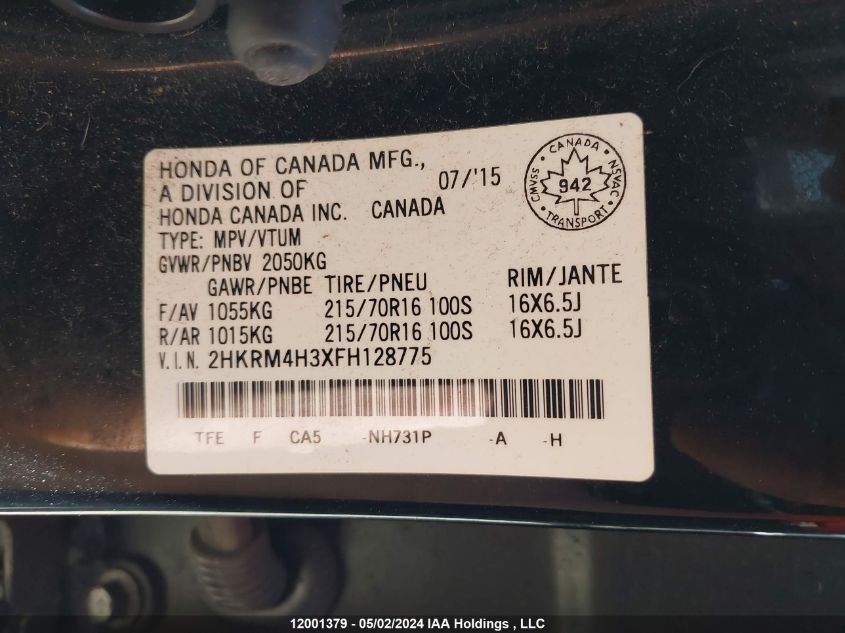 HONDA OF CANADA MFG.,
A DIVISION OF 07/'15
HONDA CANADA INC. CANADA
TYPE: MPV/VTUM
GVWR/PNBV 2050KG
GAWR/PNBE TIRE/PNEU RIM/JANTE
F/AV 1055KG 215/70R16 100S 16X6.5J
R/AR 1015KG 215/70R16 100S 16X6.5J
V.I.N. 2HKRM4H3XFH128775
TFE F CA5 -NH731P -A -H
CANADA
CMVSS 942 NSVAC
TRANSPORT
12001379 - 05/02/2024 IAA Holdings , LLC